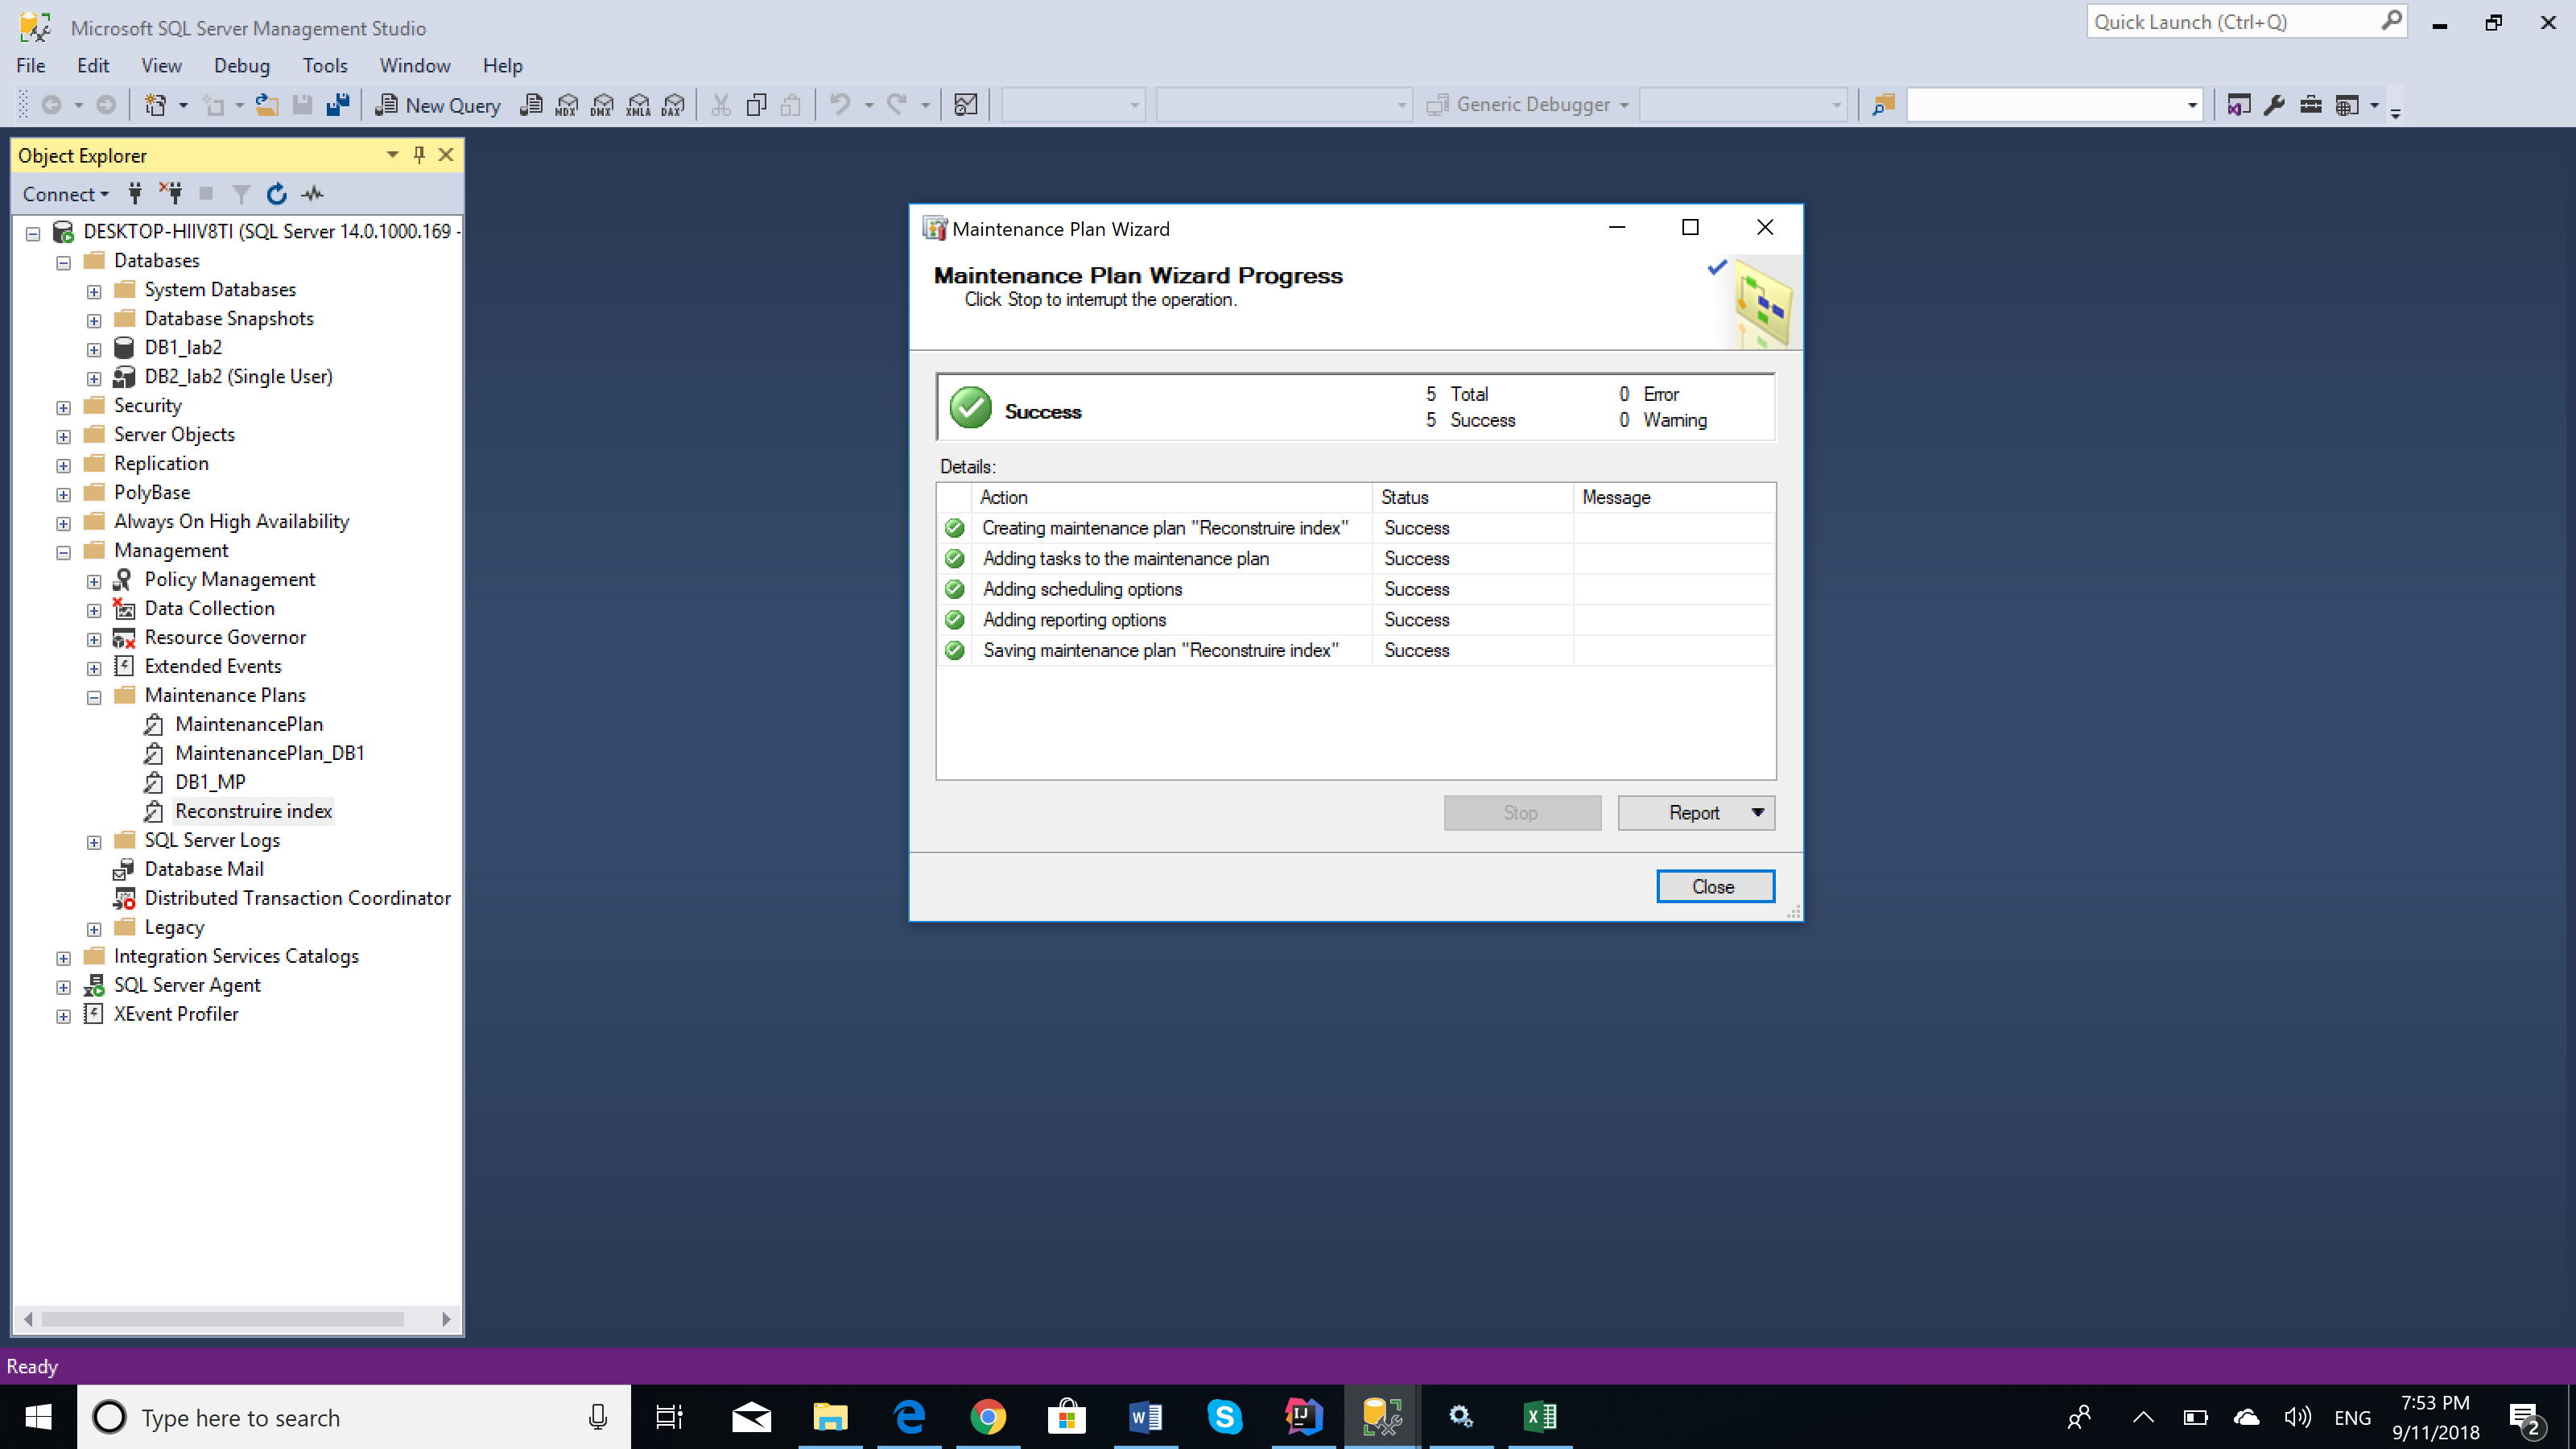 Microsoft SQL Server Management Studio
Quick Launch (Ctrl+Q)
File Edit View Debug Tools Window Help
New Query MDX DMX XMLA DAX Generic Debugger
Object Explorer
Connect
DESKTOP-HIIV8TI (SQL Server 14.0.1000.169 -
Databases
System Databases
Database Snapshots
DB1_lab2
DB2_lab2 (Single User)
Security
Server Objects
Replication
PolyBase
Always On High Availability
Management
Policy Management
Data Collection
Resource Governor
Extended Events
Maintenance Plans
MaintenancePlan
MaintenancePlan_DB1
DB1_MP
Reconstruire index
SQL Server Logs
Database Mail
Distributed Transaction Coordinator
Legacy
Integration Services Catalogs
SQL Server Agent
XEvent Profiler
Maintenance Plan Wizard
Maintenance Plan Wizard Progress
Click Stop to interrupt the operation.
Success
5 Total 0 Error
5 Success 0 Warning
Details:
Action Status Message
Creating maintenance plan "Reconstruire index" Success
Adding tasks to the maintenance plan Success
Adding scheduling options Success
Adding reporting options Success
Saving maintenance plan "Reconstruire index" Success
Stop Report
Close
Ready
Type here to search
ENG
7:53 PM
9/11/2018
2